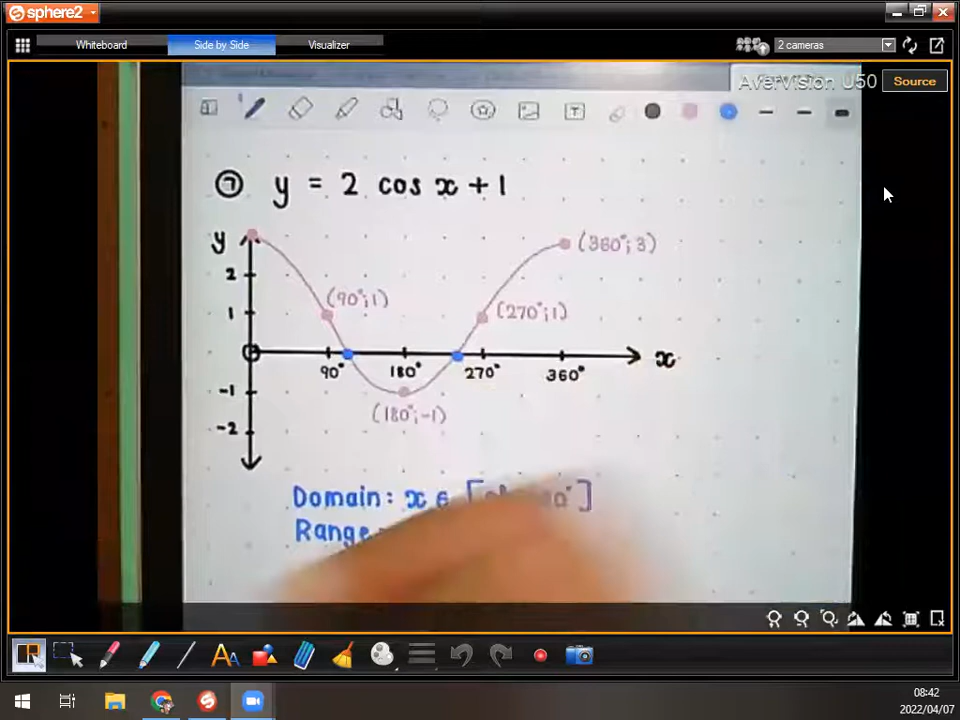 sphere2
Whiteboard Side by Side Visualizer 2 cameras
AVerVision U50 Source
⑦ y = 2 cos x + 1
y
(360°;3)
2
(90°;1)
1
(270°;1)
90° 180° 270° 360° x
-1
(180°;-1)
-2
Domain: x ∈ [ ]
Range
08:42
2022/04/07